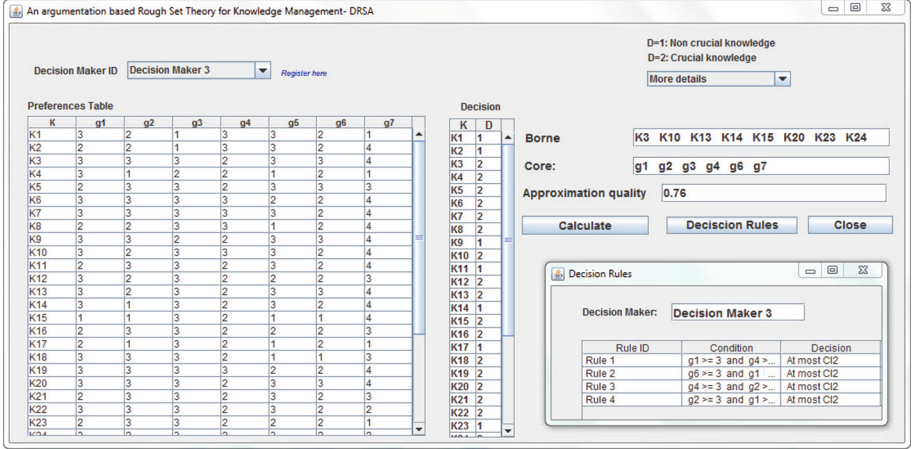 An argumentation based Rough Set Theory for Knowledge Management- DRSA
D=1: Non crucial knowledge
D=2: Crucial knowledge
More details
Decision Maker ID Decision Maker 3 Register here
Preferences Table
K g1 g2 g3 g4 g5 g6 g7
K1 3 2 1 3 3 2 1
K2 2 2 1 3 3 2 4
K3 3 3 3 2 3 3 4
K4 3 1 2 2 1 2 1
K5 2 3 3 2 3 3 3
K6 3 3 3 3 2 2 4
K7 3 3 3 3 3 2 4
K8 2 2 3 3 1 2 4
K9 3 3 2 2 3 3 4
K10 3 2 3 2 3 3 4
K11 2 3 3 2 3 2 4
K12 3 2 3 2 2 2 3
K13 2 3 3 2 3 2 4
K14 3 1 3 2 3 2 4
K15 1 1 3 2 1 1 4
K16 2 3 3 2 2 2 3
K17 2 1 3 2 1 2 1
K18 3 3 3 2 1 1 3
K19 3 3 3 3 2 2 4
K20 3 3 3 2 3 3 4
K21 2 3 3 2 3 2 3
K22 3 3 3 2 3 2 2
K23 2 3 3 2 2 2 1
Decision
K D
K1 1
K2 1
K3 2
K4 2
K5 2
K6 2
K7 2
K8 2
K9 1
K10 2
K11 1
K12 2
K13 2
K14 1
K15 2
K16 2
K17 1
K18 2
K19 2
K20 2
K21 2
K22 2
K23 1
Borne K3 K10 K13 K14 K15 K20 K23 K24
Core: g1 g2 g3 g4 g6 g7
Approximation quality 0.76
Calculate Deciscion Rules Close
Decision Rules
Decision Maker: Decision Maker 3
Rule ID Condition Decision
Rule 1 g1 >= 3 and g4 >... At most Cl2
Rule 2 g6 >= 3 and g1 ... At most Cl2
Rule 3 g4 >= 3 and g2 >... At most Cl2
Rule 4 g2 >= 3 and g1 >... At most Cl2